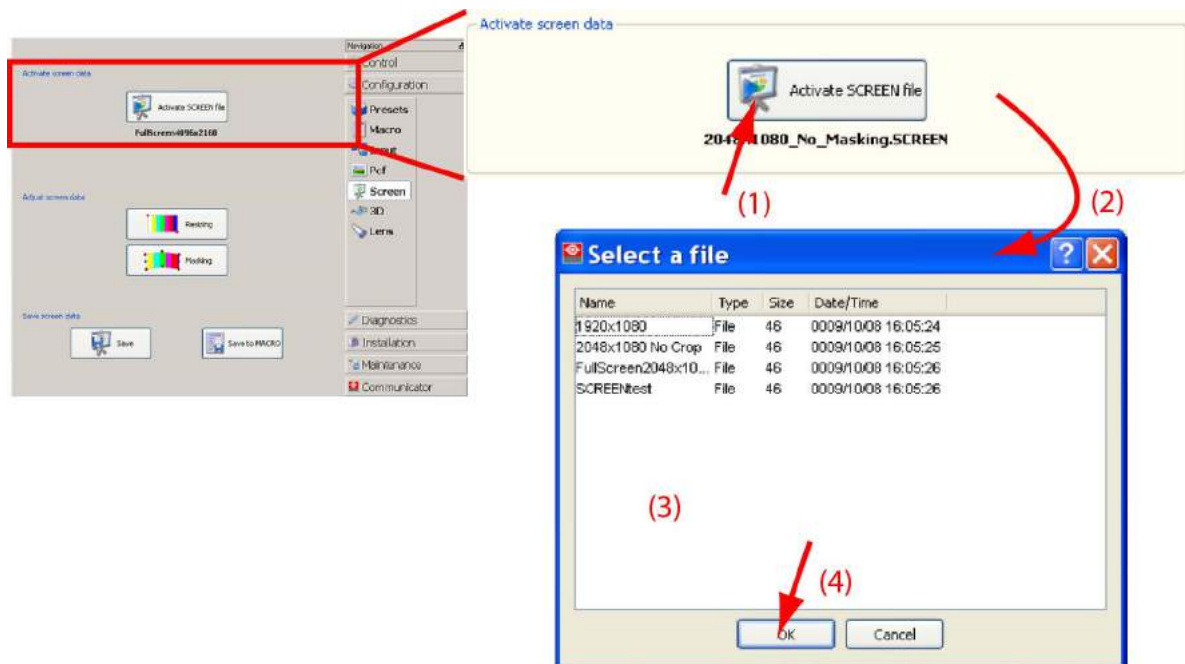 Activate screen data
Activate SCREEN file
FullScreen4096x2160
Adjust screen data
Resizing
Masking
Save screen data
Save
Save to MACRO
Navigation
Control
Configuration
Presets
Macro
Input
Pcf
Screen
3D
Lens
Diagnostics
Installation
Maintenance
Communicator
Activate screen data
Activate SCREEN file
2048x1080_No_Masking.SCREEN
(1)
(2)
Select a file
Name Type Size Date/Time
1920x1080 File 46 0009/10/08 16:05:24
2048x1080 No Crop File 46 0009/10/08 16:05:25
FullScreen2048x10... File 46 0009/10/08 16:05:26
SCREENtest File 46 0009/10/08 16:05:26
(3)
(4)
OK
Cancel